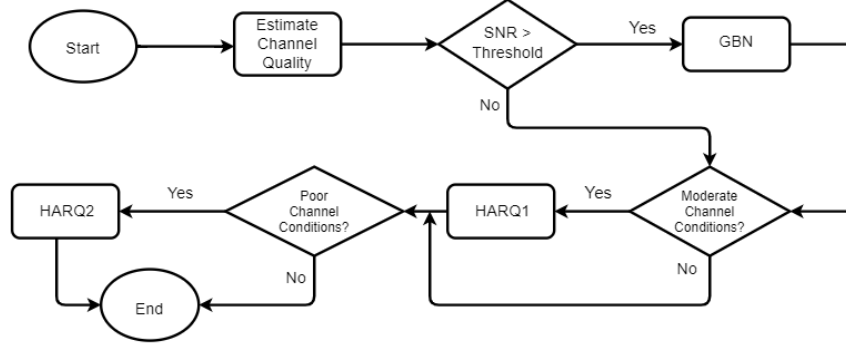 Start
Estimate
Channel
Quality
SNR >
Threshold
Yes
GBN
No
HARQ2
Yes
Poor
Channel
Conditions?
HARQ1
Yes
Moderate
Channel
Conditions?
No
No
End